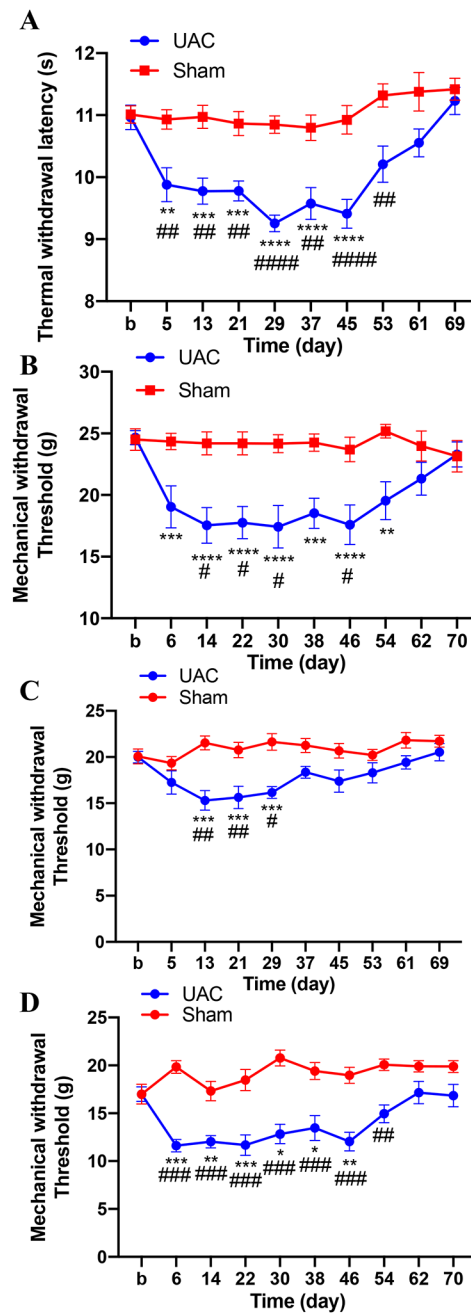 A
UAC
Sham
Thermal withdrawal latency (s)
12
11
10
9
8
** *** *** **** **** **** ##
## ## ## #### ## ####
b 5 13 21 29 37 45 53 61 69
Time (day)
B
UAC
Sham
Mechanical withdrawal
Threshold (g)
30
25
20
15
10
*** **** **** **** *** **** **
# # # #
b 6 14 22 30 38 46 54 62 70
Time (day)
C
UAC
Sham
Mechanical withdrawal
Threshold (g)
25
20
15
10
5
0
*** *** ***
## ## #
b 5 13 21 29 37 45 53 61 69
Time (day)
D
UAC
Sham
Mechanical withdrawal
Threshold (g)
25
20
15
10
5
0
*** ** *** * * ** ##
### ### ### ### ### ###
b 6 14 22 30 38 46 54 62 70
Time (day)